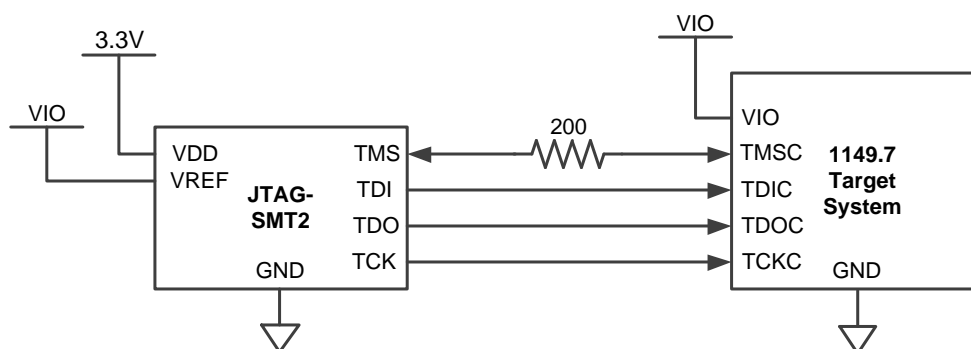 3.3V
VIO
VDD
VREF
JTAG-
SMT2
GND
TMS
TDI
TDO
TCK
200
VIO
VIO
TMSC
TDIC
TDOC
TCKC
1149.7
Target
System
GND